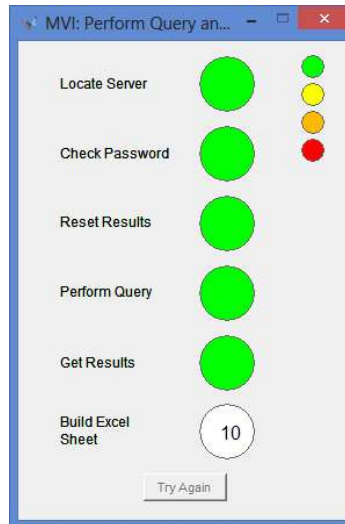 MVI: Perform Query an...
Locate Server
Check Password
Reset Results
Perform Query
Get Results
Build Excel
Sheet
10
Try Again